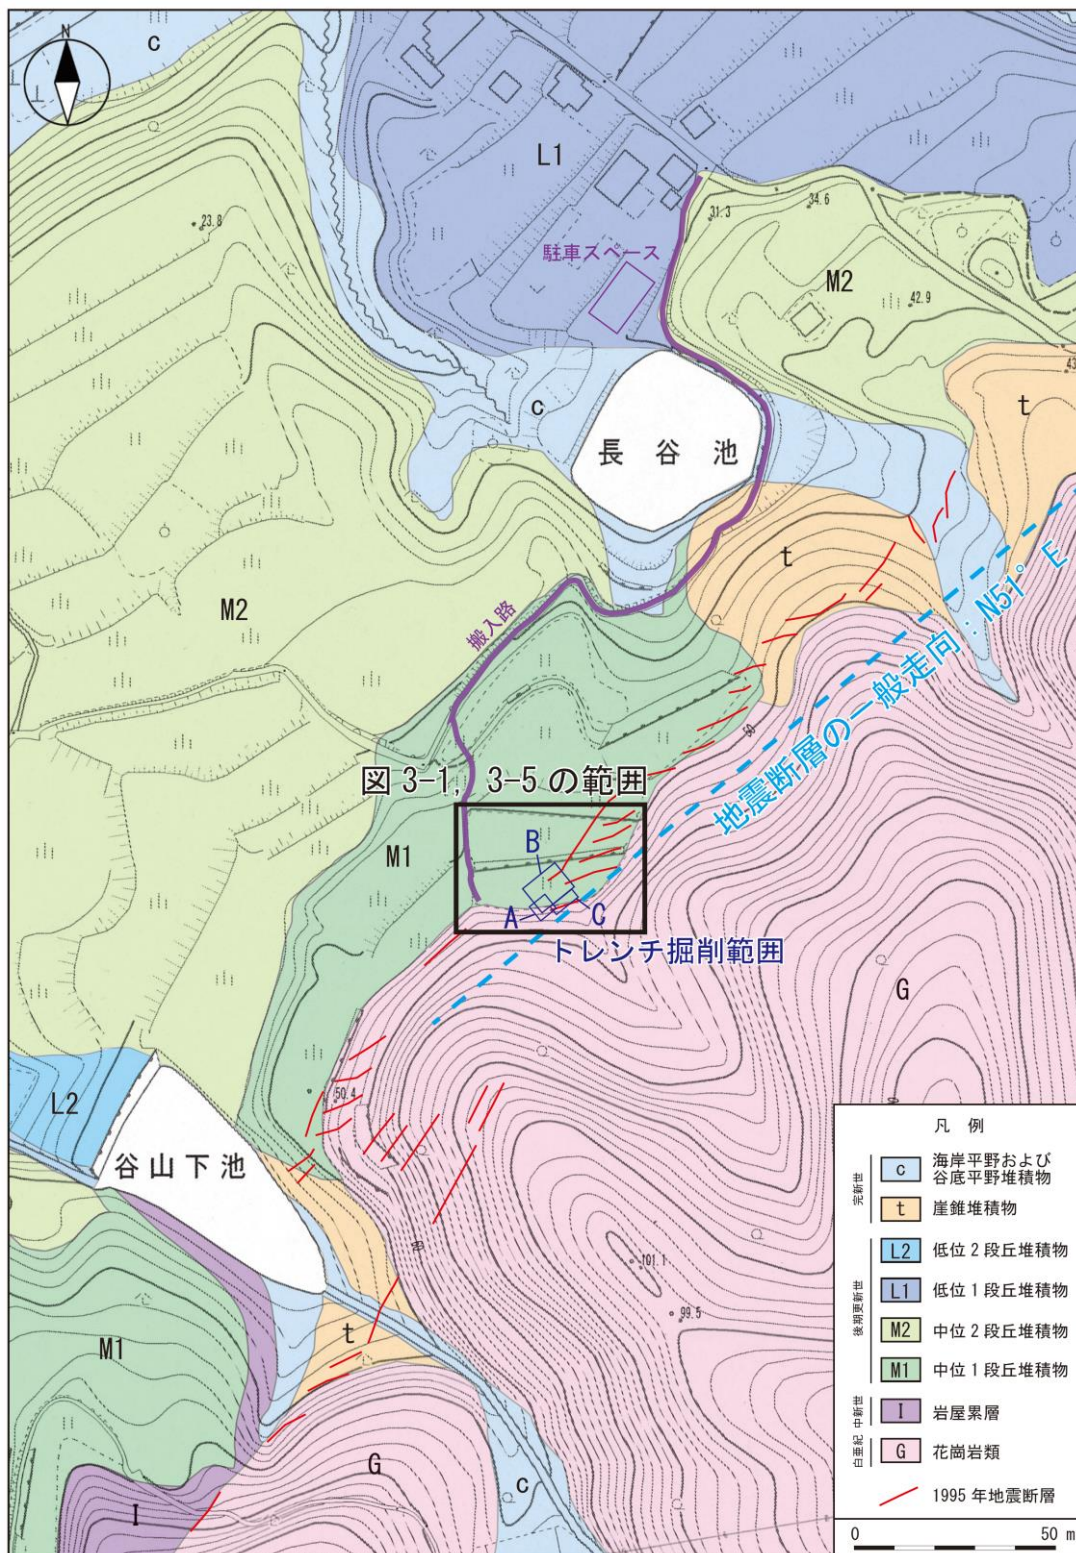 N
c
L1
23.8
駐車スペース
31.3
34.6
M2
42.9
43
t
c
長谷池
t
M2
搬入路
地震断層の一般走向:N51°E
50
図 3-1, 3-5 の範囲
M1
B
A
C
トレンチ掘削範囲
G
L2
50.4
谷山下池
101.1
99.5
M1
t
G
I
c
凡 例
完新世
c
海岸平野および
谷底平野堆積物
t
崖錐堆積物
後期更新世
L2
低位2段丘堆積物
L1
低位1段丘堆積物
M2
中位2段丘堆積物
M1
中位1段丘堆積物
中新世
I
岩屋累層
白亜紀
G
花崗岩類
1995年地震断層
0
50 m